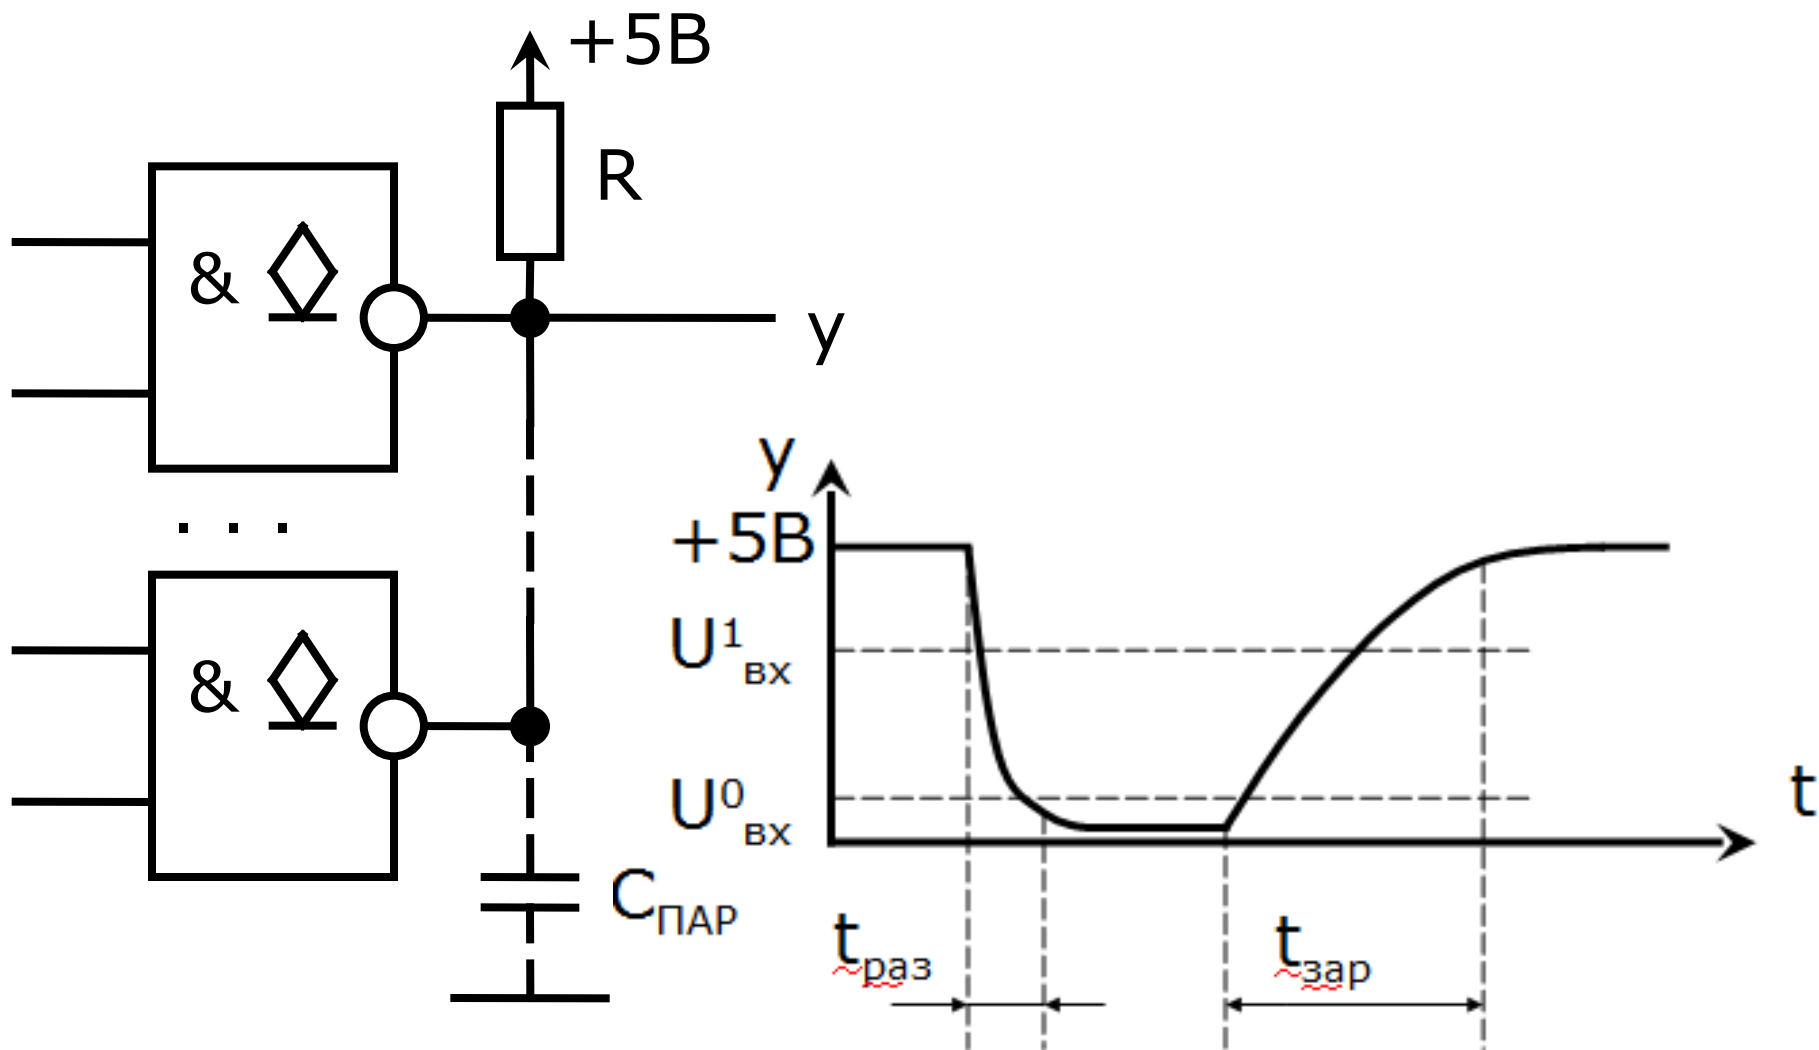 +5В
R
&
y
. . .
&
CПАР
y
+5В
U¹вх
U⁰вх
t
tраз
tзар